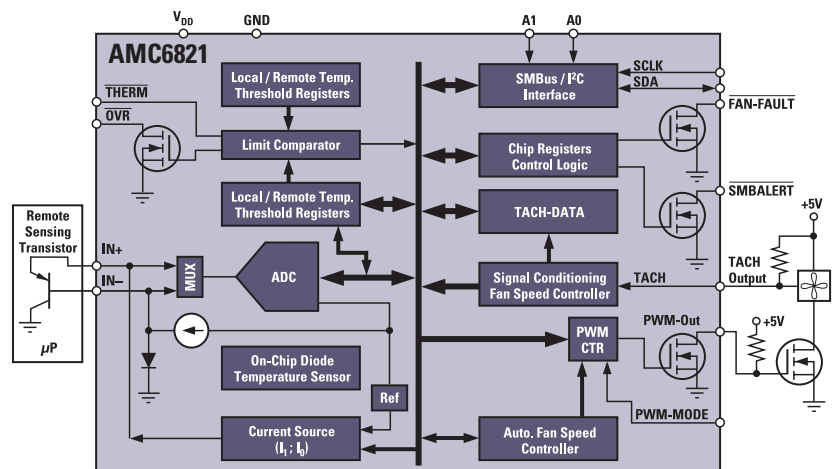 V_DD
GND
A1
A0
AMC6821
THERM
OVR
Local / Remote Temp.
Threshold Registers
SMBus / I²C
Interface
SCLK
SDA
FAN-FAULT
Limit Comparator
Chip Registers
Control Logic
Local / Remote Temp.
Threshold Registers
TACH-DATA
SMBALERT
+5V
Remote
Sensing
Transistor
IN+
IN–
MUX
ADC
Signal Conditioning
Fan Speed Controller
TACH
TACH
Output
µP
On-Chip Diode
Temperature Sensor
PWM
CTR
PWM-Out
+5V
Ref
Current Source
(I₁ ; I₀)
Auto. Fan Speed
Controller
PWM-MODE